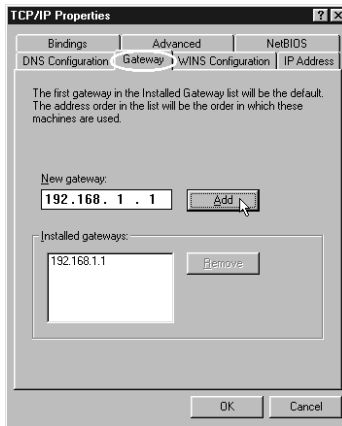 TCP/IP Properties
Bindings Advanced NetBIOS
DNS Configuration Gateway WINS Configuration IP Address
The first gateway in the Installed Gateway list will be the default.
The address order in the list will be the order in which these
machines are used.
New gateway:
192.168. 1 . 1 Add
Installed gateways:
192.168.1.1 Remove
OK Cancel